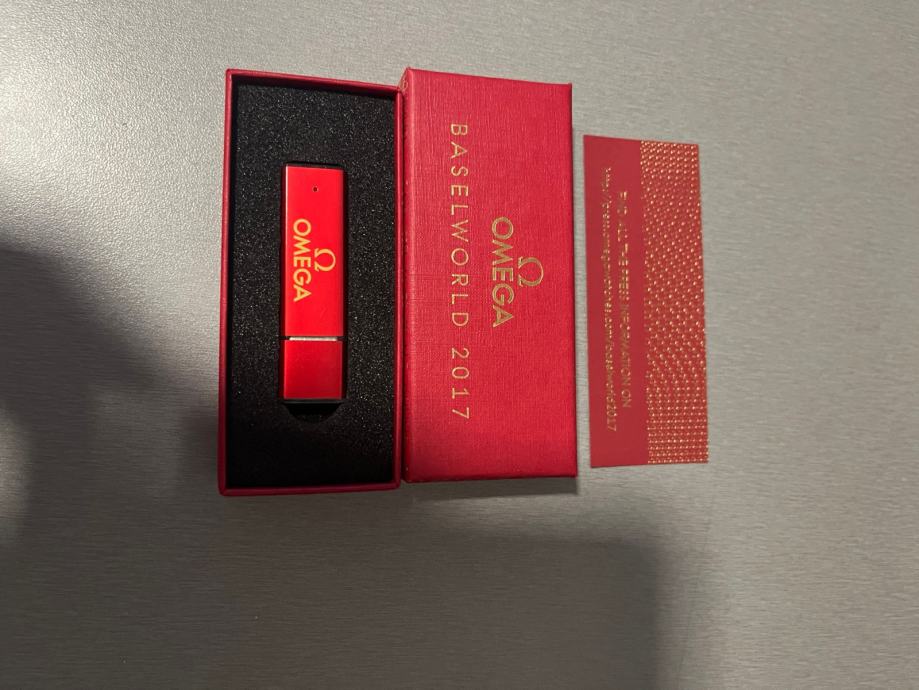 Ω
OMEGA
Ω
OMEGA
BASELWORLD 2017
FIND ALL THE PRESS INFORMATION ON